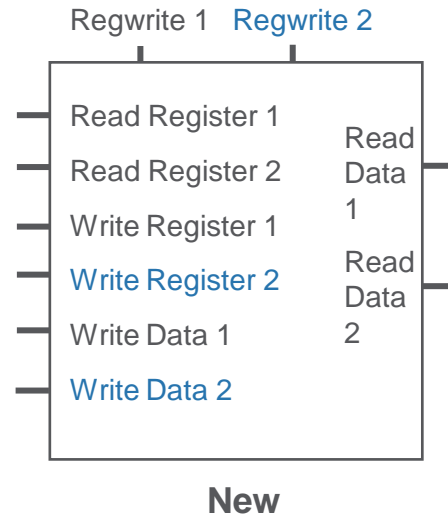 Regwrite 1 Regwrite 2
Read Register 1
Read Register 2
Write Register 1
Write Register 2
Write Data 1
Write Data 2
Read
Data
1
Read
Data
2
New